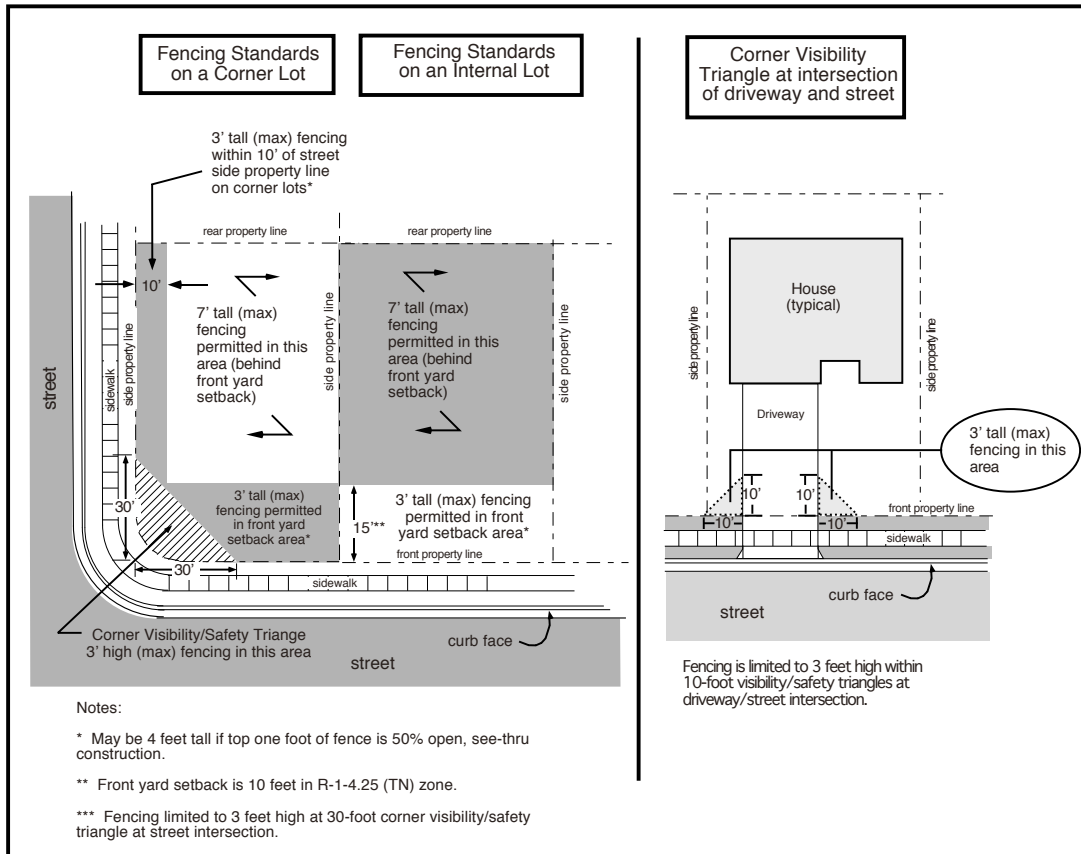 Fencing Standards
on a Corner Lot
Fencing Standards
on an Internal Lot
3’ tall (max) fencing
within 10’ of street
side property line
on corner lots*
rear property line
rear property line
10’
7’ tall (max)
fencing
permitted in this
area (behind
front yard
setback)
7’ tall (max)
fencing
permitted in this
area (behind
front yard
setback)
street
sidewalk
side property line
side property line
side property line
30’
3’ tall (max)
fencing permitted
in front yard
setback area*
15’**
3’ tall (max) fencing
permitted in front
yard setback area*
front property line
30’
sidewalk
Corner Visibility/Safety Triange
3’ high (max) fencing in this area
curb face
street
Notes:
* May be 4 feet tall if top one foot of fence is 50% open, see-thru
construction.
** Front yard setback is 10 feet in R-1-4.25 (TN) zone.
*** Fencing limited to 3 feet high at 30-foot corner visibility/safety
triangle at street intersection.
Corner Visibility
Triangle at intersection
of driveway and street
House
(typical)
side property line
side property line
Driveway
3’ tall (max)
fencing in this
area
10’
10’
front property line
10’
10’
sidewalk
curb face
street
Fencing is limited to 3 feet high within
10-foot visibility/safety triangles at
driveway/street intersection.